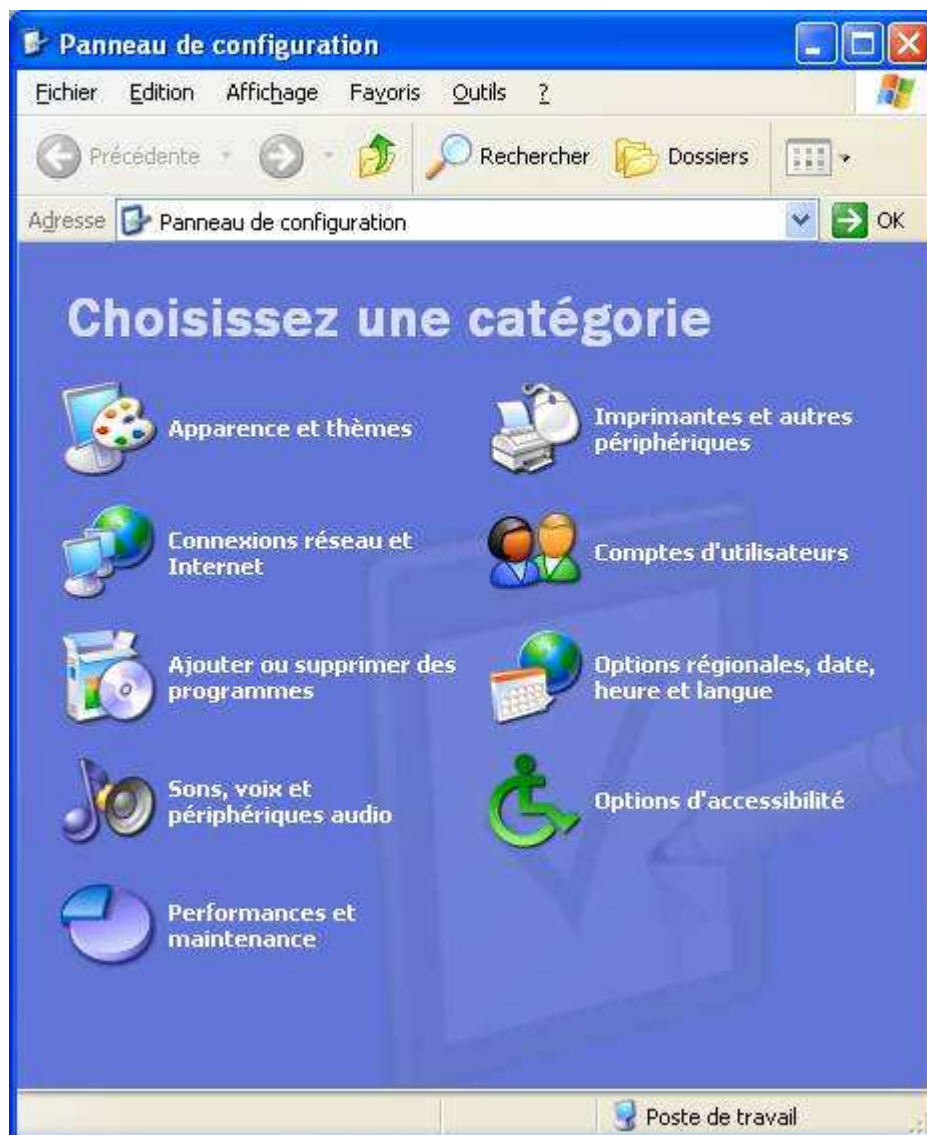 Panneau de configuration
Fichier Edition Affichage Favoris Outils ?
Précédente Rechercher Dossiers
Adresse Panneau de configuration OK
Choisissez une catégorie
Apparence et thèmes
Imprimantes et autres
périphériques
Connexions réseau et
Internet
Comptes d'utilisateurs
Ajouter ou supprimer des
programmes
Options régionales, date,
heure et langue
Sons, voix et
périphériques audio
Options d'accessibilité
Performances et
maintenance
Poste de travail